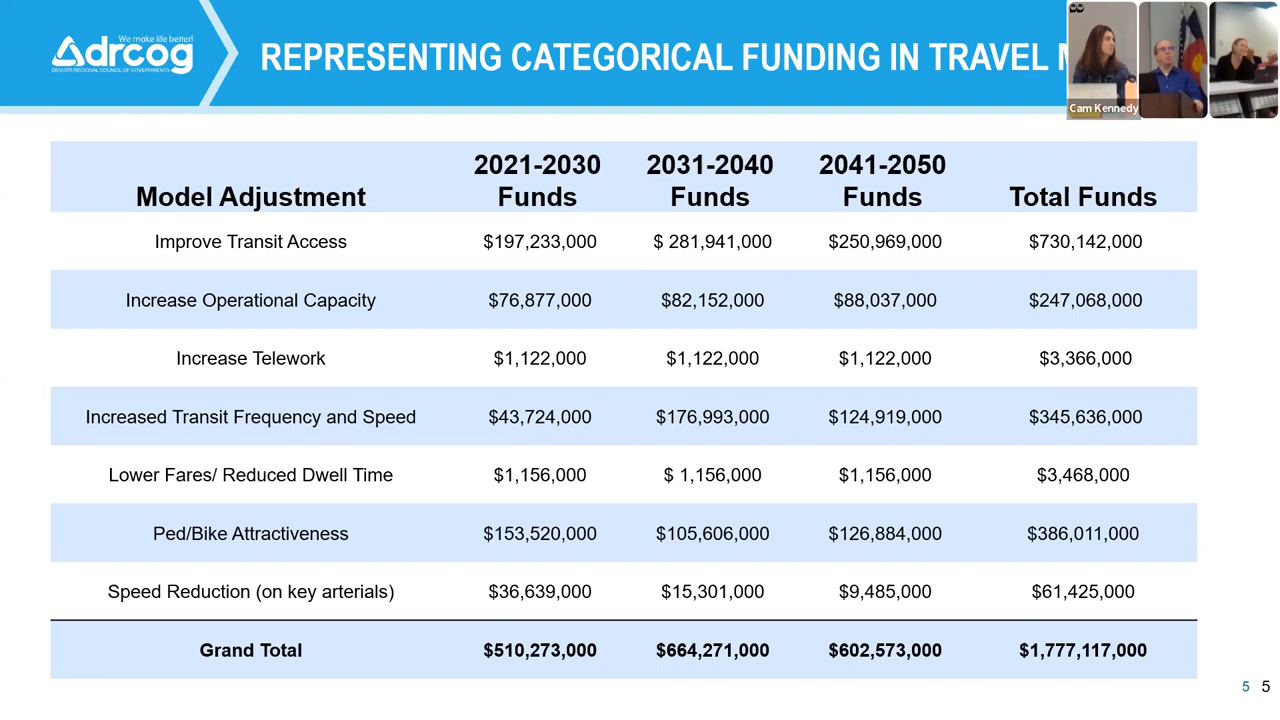 We make life better!
drcog
DENVER REGIONAL COUNCIL OF GOVERNMENTS
REPRESENTING CATEGORICAL FUNDING IN TRAVEL
Cam Kennedy
Model Adjustment 2021-2030 Funds 2031-2040 Funds 2041-2050 Funds Total Funds
Improve Transit Access $197,233,000 $ 281,941,000 $250,969,000 $730,142,000
Increase Operational Capacity $76,877,000 $82,152,000 $88,037,000 $247,068,000
Increase Telework $1,122,000 $1,122,000 $1,122,000 $3,366,000
Increased Transit Frequency and Speed $43,724,000 $176,993,000 $124,919,000 $345,636,000
Lower Fares/ Reduced Dwell Time $1,156,000 $ 1,156,000 $1,156,000 $3,468,000
Ped/Bike Attractiveness $153,520,000 $105,606,000 $126,884,000 $386,011,000
Speed Reduction (on key arterials) $36,639,000 $15,301,000 $9,485,000 $61,425,000
Grand Total $510,273,000 $664,271,000 $602,573,000 $1,777,117,000
5 5